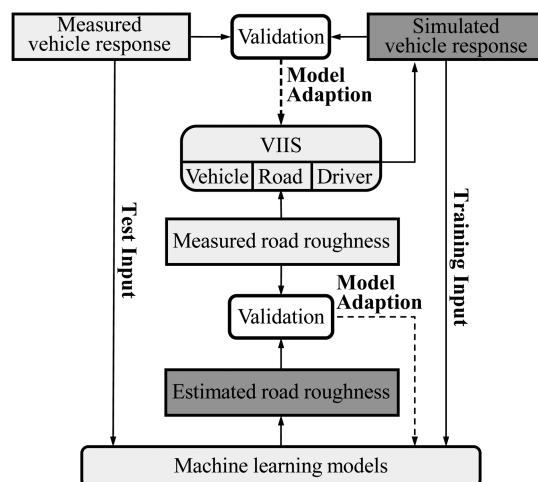 Measured
vehicle response
Validation
Simulated
vehicle response
Model
Adaption
VIIS
Vehicle Road Driver
Test Input
Training Input
Measured road roughness
Model
Adaption
Validation
Estimated road roughness
Machine learning models